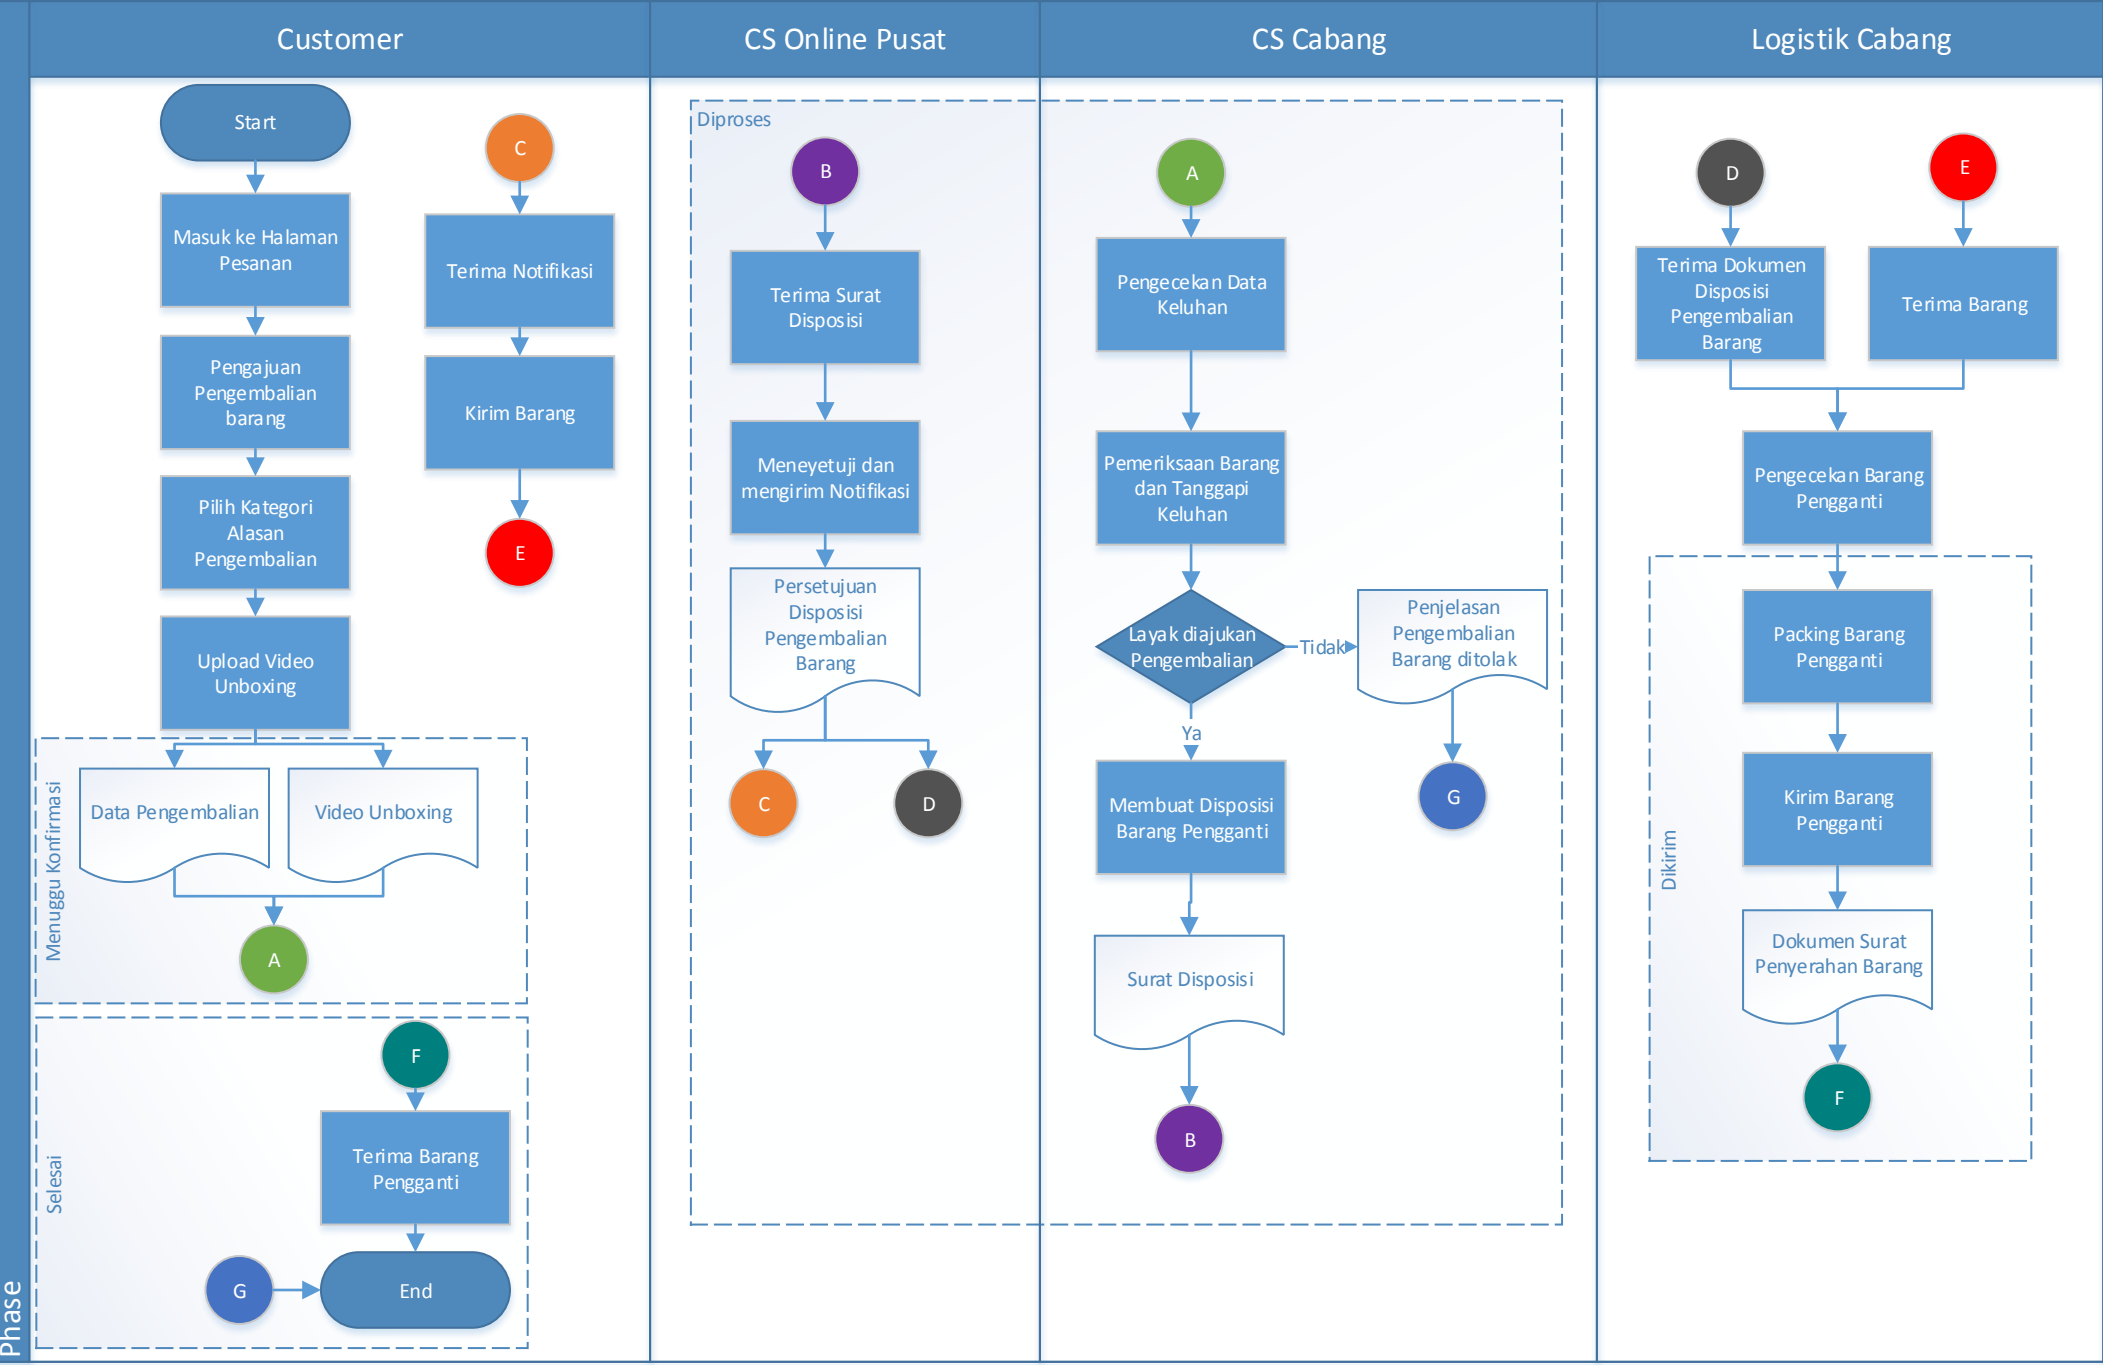 Customer
CS Online Pusat
CS Cabang
Logistik Cabang
Phase
Start
Masuk ke Halaman
Pesanan
Pengajuan
Pengembalian
barang
Pilih Kategori
Alasan
Pengembalian
Upload Video
Unboxing
Menuggu Konfirmasi
Data Pengembalian
Video Unboxing
A
C
Terima Notifikasi
Kirim Barang
E
Selesai
F
Terima Barang
Pengganti
G
End
Diproses
B
Terima Surat
Disposisi
Meneyetuji dan
mengirim Notifikasi
Persetujuan
Disposisi
Pengembalian
Barang
C
D
A
Pengecekan Data
Keluhan
Pemeriksaan Barang
dan Tanggapi
Keluhan
Layak diajukan
Pengembalian
Tidak
Penjelasan
Pengembalian
Barang ditolak
G
Ya
Membuat Disposisi
Barang Pengganti
Surat Disposisi
B
D
E
Terima Dokumen
Disposisi
Pengembalian
Barang
Terima Barang
Pengecekan Barang
Pengganti
Dikirim
Packing Barang
Pengganti
Kirim Barang
Pengganti
Dokumen Surat
Penyerahan Barang
F